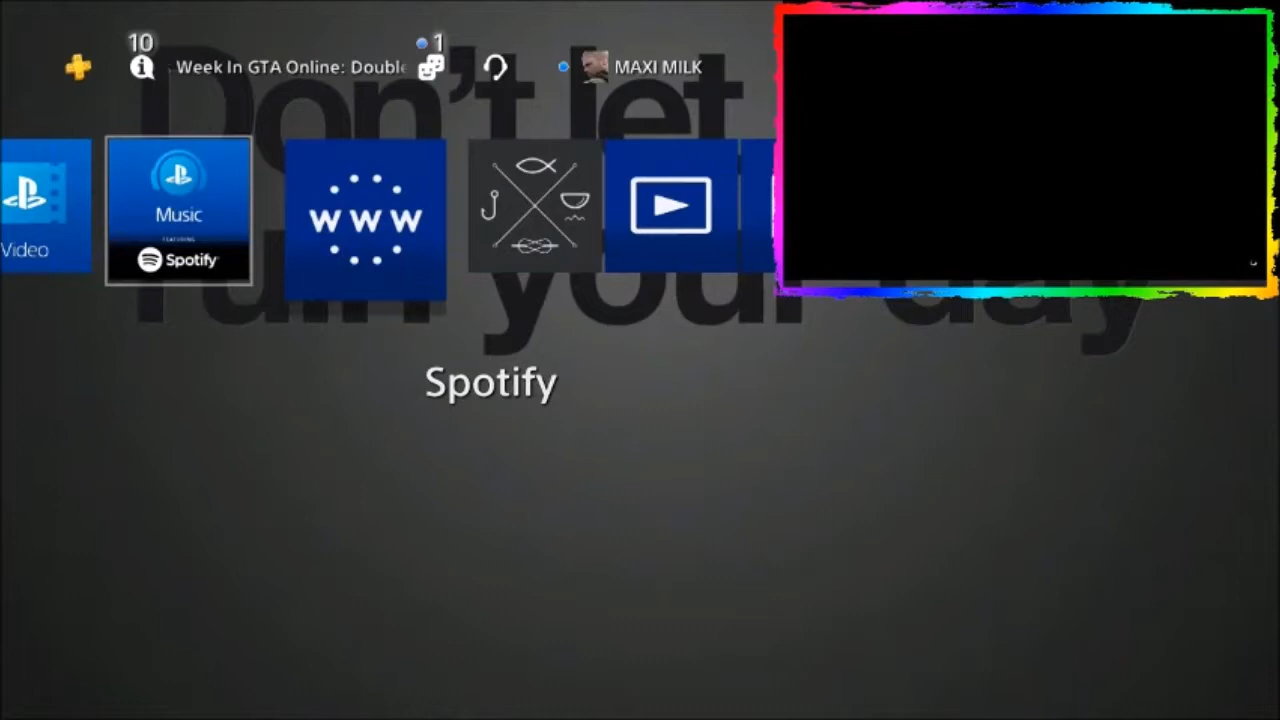 10
1
Week In GTA Online: Double
MAXI MILK
Don't let
ruin your day
Video
Music
FEATURING
Spotify
WWW
Spotify